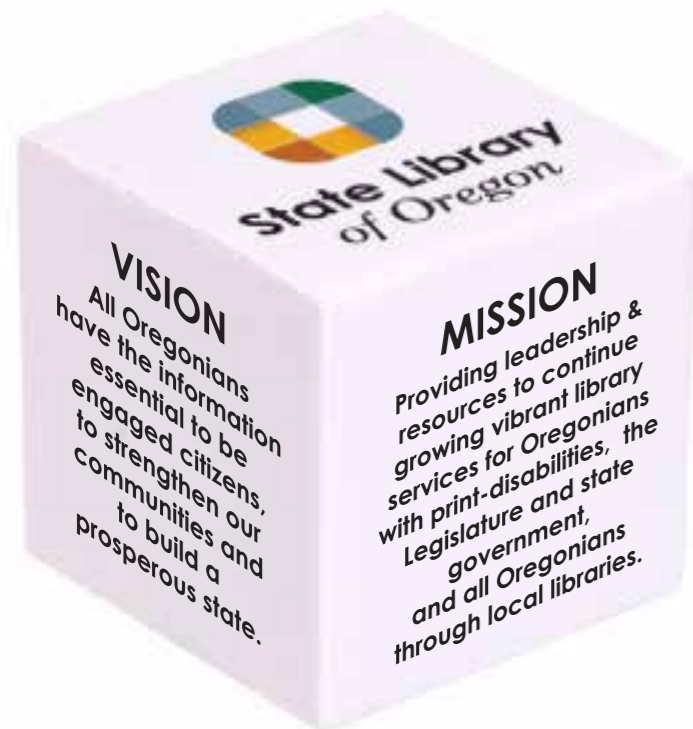 State Library
of Oregon
VISION
All Oregonians
have the information
essential to be
engaged citizens,
to strengthen our
communities and
to build a
prosperous state.
MISSION
Providing leadership &
resources to continue
growing vibrant library
services for Oregonians
with print-disabilities, the
Legislature and state
government,
and all Oregonians
through local libraries.